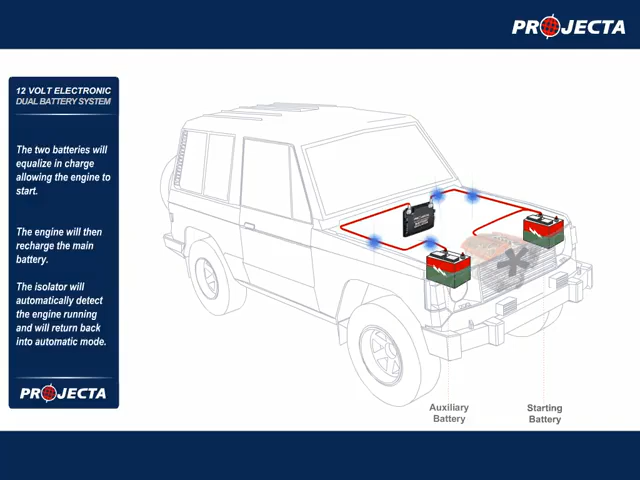 PROJECTA
12 VOLT ELECTRONIC
DUAL BATTERY SYSTEM
The two batteries will
equalize in charge
allowing the engine to
start.
The engine will then
recharge the main
battery.
The isolator will
automatically detect
the engine running
and will return back
into automatic mode.
PROJECTA
Auxiliary
Battery
Starting
Battery